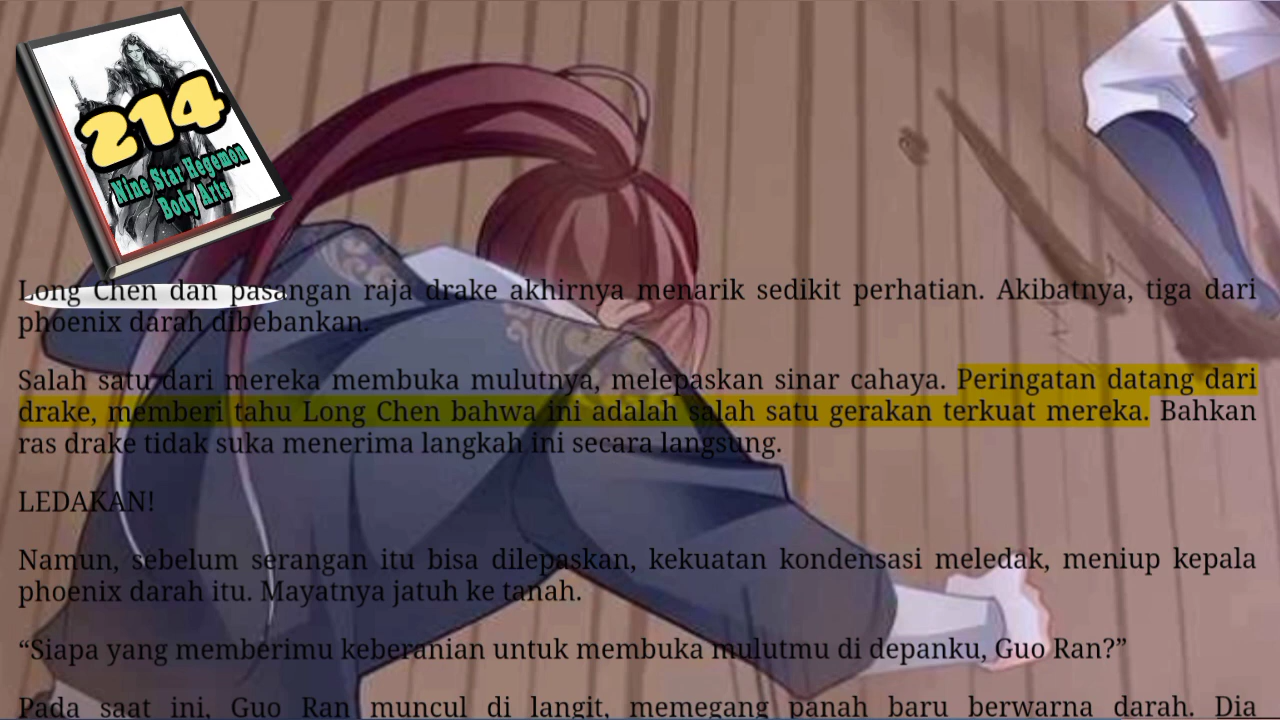 214
Nine Star Hegemon
Body Arts
Long Chen dan pasangan raja drake akhirnya menarik sedikit perhatian. Akibatnya, tiga dari
phoenix darah dibebankan.
Salah satu dari mereka membuka mulutnya, melepaskan sinar cahaya. Peringatan datang dari
drake, memberi tahu Long Chen bahwa ini adalah salah satu gerakan terkuat mereka. Bahkan
ras drake tidak suka menerima langkah ini secara langsung.
LEDAKAN!
Namun, sebelum serangan itu bisa dilepaskan, kekuatan kondensasi meledak, meniup kepala
phoenix darah itu. Mayatnya jatuh ke tanah.
“Siapa yang memberimu keberanian untuk membuka mulutmu di depanku, Guo Ran?”
Pada saat ini, Guo Ran muncul di langit, memegang panah baru berwarna darah. Dia